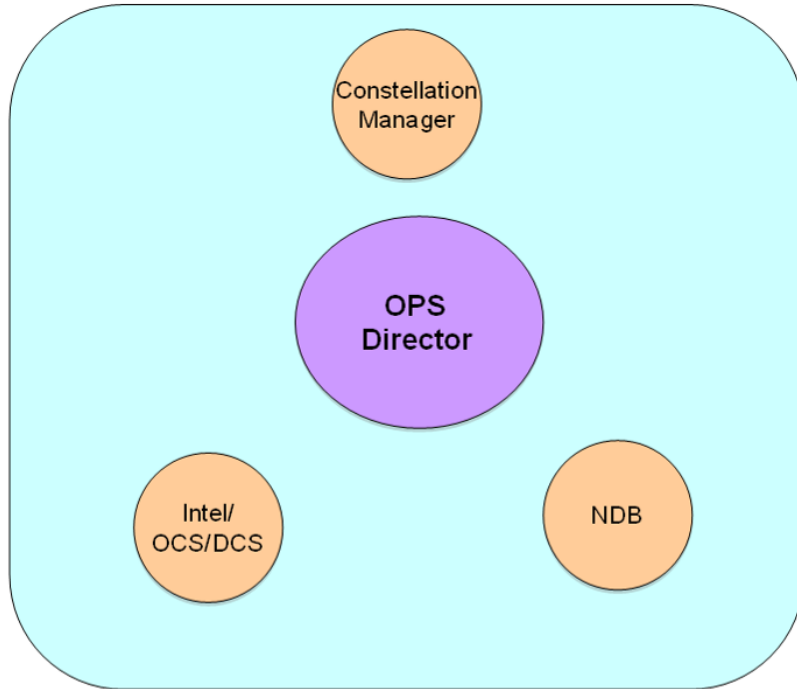 Constellation
Manager
OPS
Director
Intel/
OCS/DCS
NDB